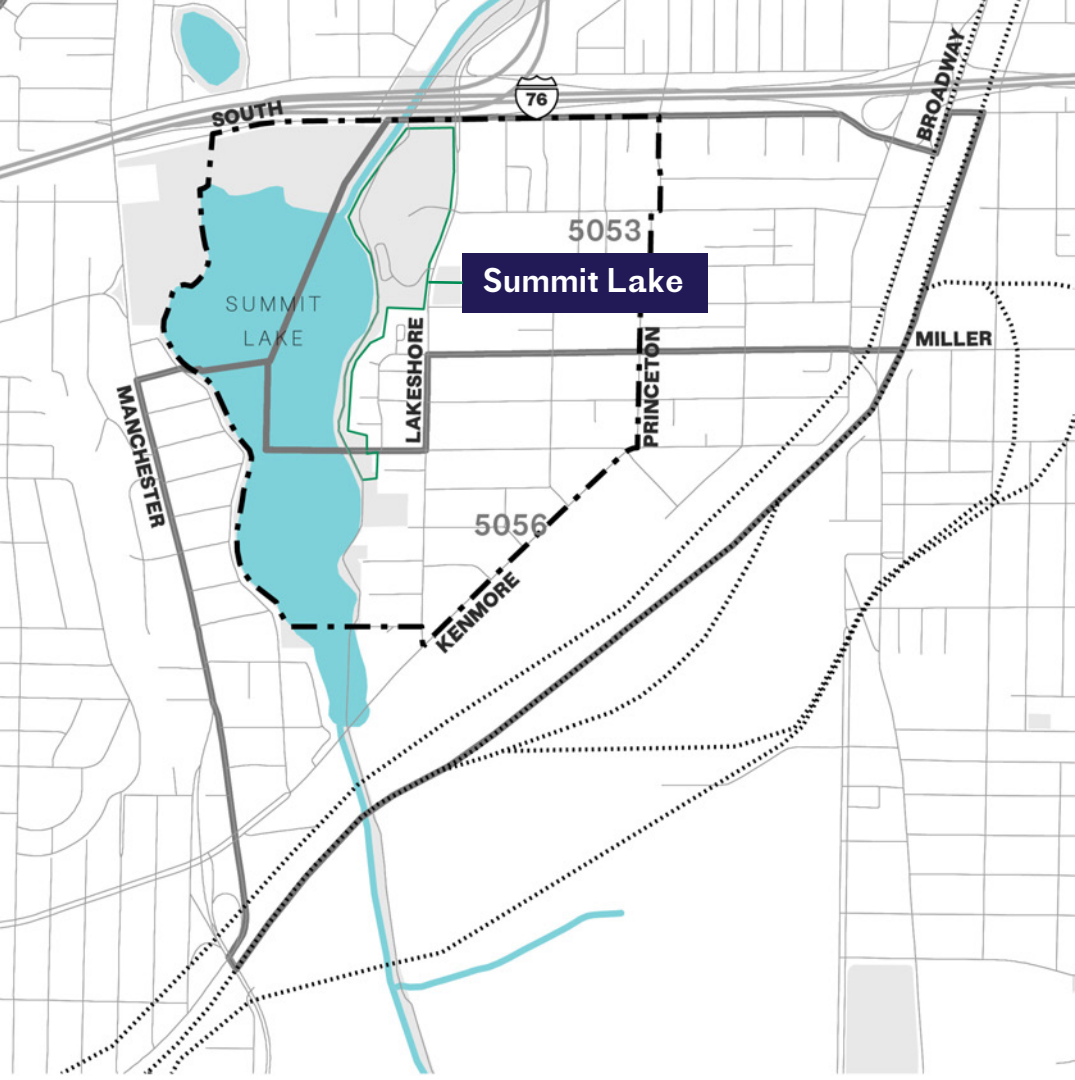 76
SOUTH
BROADWAY
5053
Summit Lake
SUMMIT
LAKE
LAKESHORE
PRINCETON
MILLER
MANCHESTER
5056
KENMORE